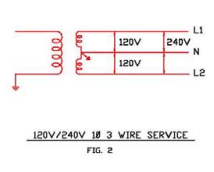 L1
120V
240V
N
120V
L2
120V/240V 1Ø 3 WIRE SERVICE
FIG. 2